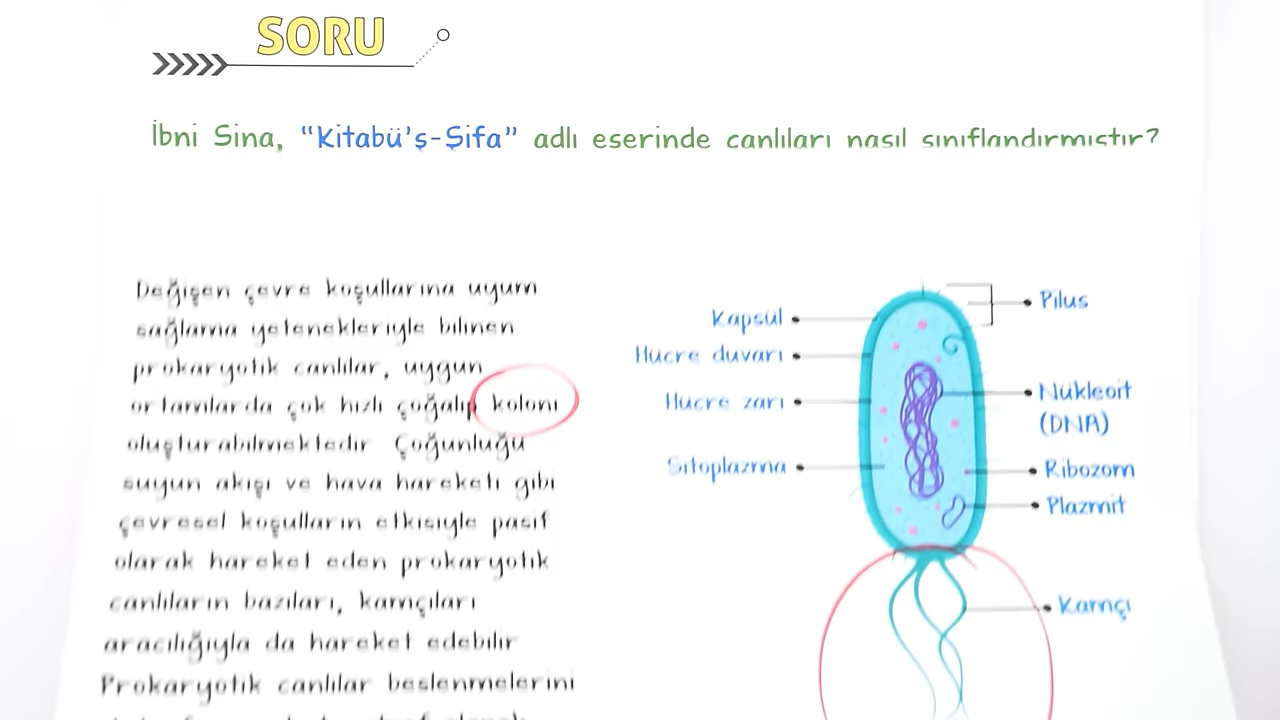 SORU
İbni Sina, "Kitabü'ş-Şifa" adlı eserinde canlıları nasıl sınıflandırmıştır?
Değişen çevre koşullarına uyum
sağlama yetenekleriyle bilinen
prokaryotik canlılar, uygun
ortamlarda çok hızlı çoğalıp koloni
oluşturabilmektedir Çoğunluğu
suyun akışı ve hava hareketi gibi
çevresel koşulların etkisiyle pasif
olarak hareket eden prokaryotik
canlıların bazıları, kamçıları
aracılığıyla da hareket edebilir
Prokaryotik canlılar beslenmelerini
Kapsül
Hücre duvarı
Hücre zarı
Sitoplazma
Pilus
Nükleoit
(DNA)
Ribozom
Plazmit
Kamçı